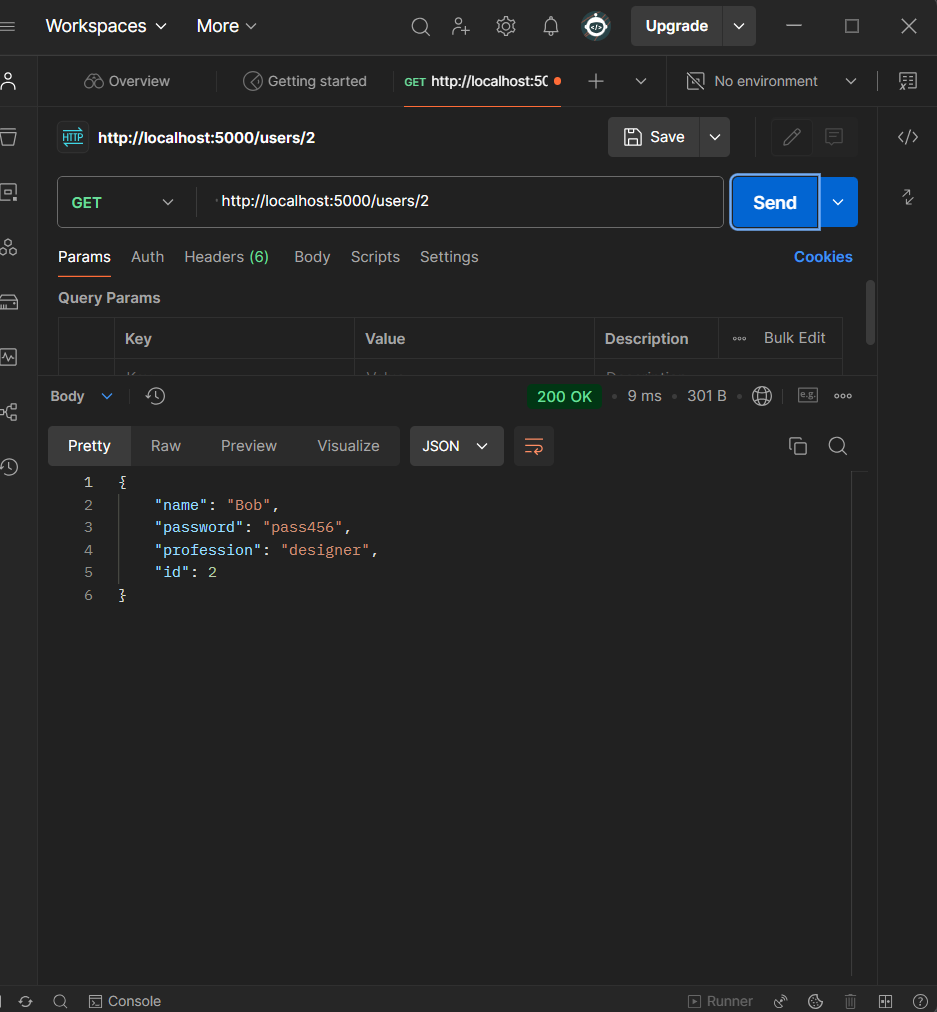 Workspaces More Upgrade
Overview Getting started GET http://localhost:50 No environment
HTTP http://localhost:5000/users/2 Save
GET http://localhost:5000/users/2 Send
Params Auth Headers (6) Body Scripts Settings Cookies
Query Params
Key Value Description Bulk Edit
Body 200 OK 9 ms 301 B e.g.
Pretty Raw Preview Visualize JSON
1 {
2 "name": "Bob",
3 "password": "pass456",
4 "profession": "designer",
5 "id": 2
6 }
Console Runner